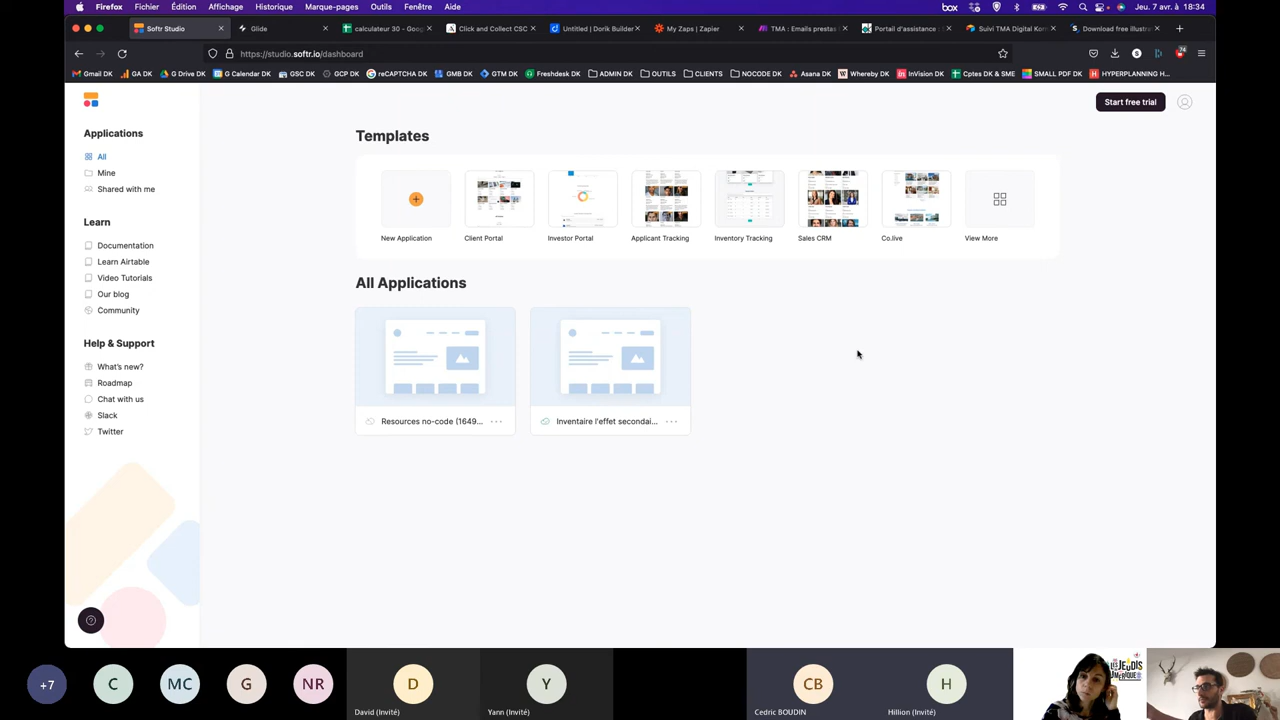 Firefox Fichier Édition Affichage Historique Marque-pages Outils Fenêtre Aide box Jeu. 7 avr. à 18:34
Softr Studio Glide calculateur 30 - Goo Click and Collect CSC Untitled | Dorik Builder My Zaps | Zapier TMA : Emails prestas Portail d'assistance : E Suivi TMA Digital Kon Download free illustra
https://studio.softr.io/dashboard
Gmail DK GA DK G Drive DK G Calendar DK GSC DK GCP DK reCAPTCHA DK GMB DK GTM DK Freshdesk DK ADMIN DK OUTILS CLIENTS NOCODE DK Asana DK Whereby DK InVision DK Cptes DK & SME SMALL PDF DK HYPERPLANNING H...
Start free trial
Applications
All
Mine
Shared with me
Learn
Documentation
Learn Airtable
Video Tutorials
Our blog
Community
Help & Support
What's new?
Roadmap
Chat with us
Slack
Twitter
Templates
New Application Client Portal Investor Portal Applicant Tracking Inventory Tracking Sales CRM Co.live View More
All Applications
Resources no-code (1649... Inventaire l'effet secondai...
+7 C MC G NR D Y CB H
David (Invité) Yann (Invité) Cedric BOUDIN Hillion (Invité)